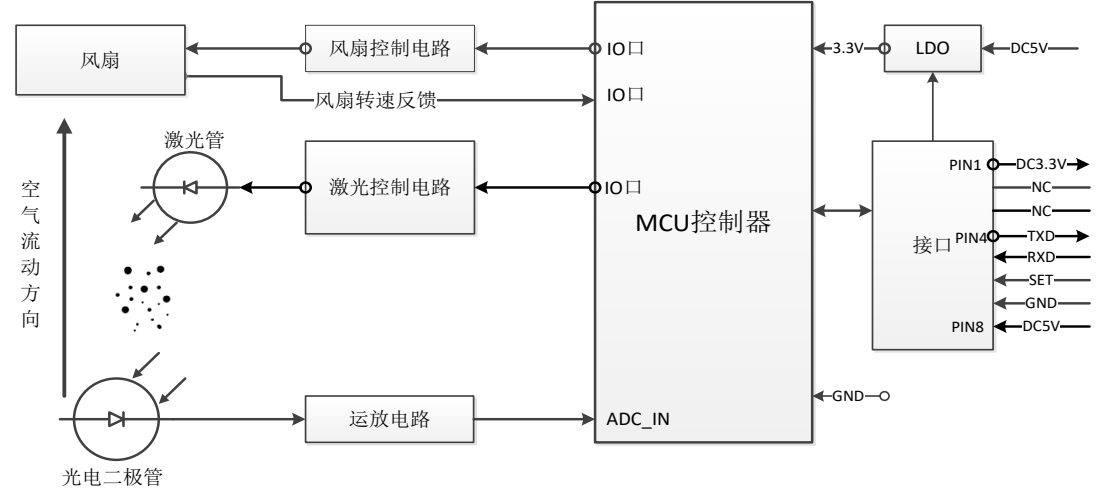 风扇
风扇控制电路
IO口
3.3V
LDO
DC5V
风扇转速反馈
IO口
激光管
激光控制电路
IO口
MCU控制器
空气流动方向
接口
PIN1
DC3.3V
NC
NC
PIN4
TXD
RXD
SET
GND
PIN8
DC5V
GND
运放电路
ADC_IN
光电二极管